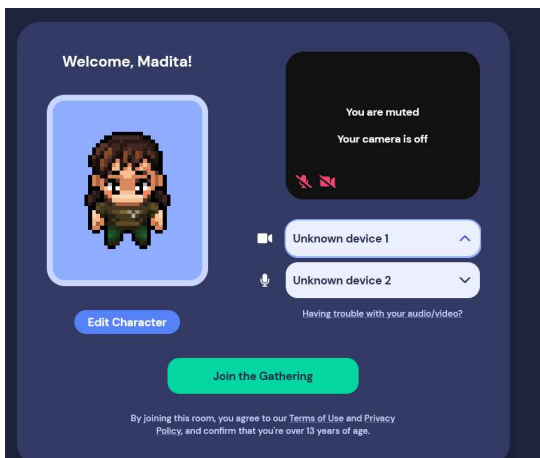 Welcome, Madita!
You are muted
Your camera is off
Unknown device 1
Unknown device 2
Having trouble with your audio/video?
Edit Character
Join the Gathering
By joining this room, you agree to our Terms of Use and Privacy
Policy, and confirm that you're over 13 years of age.